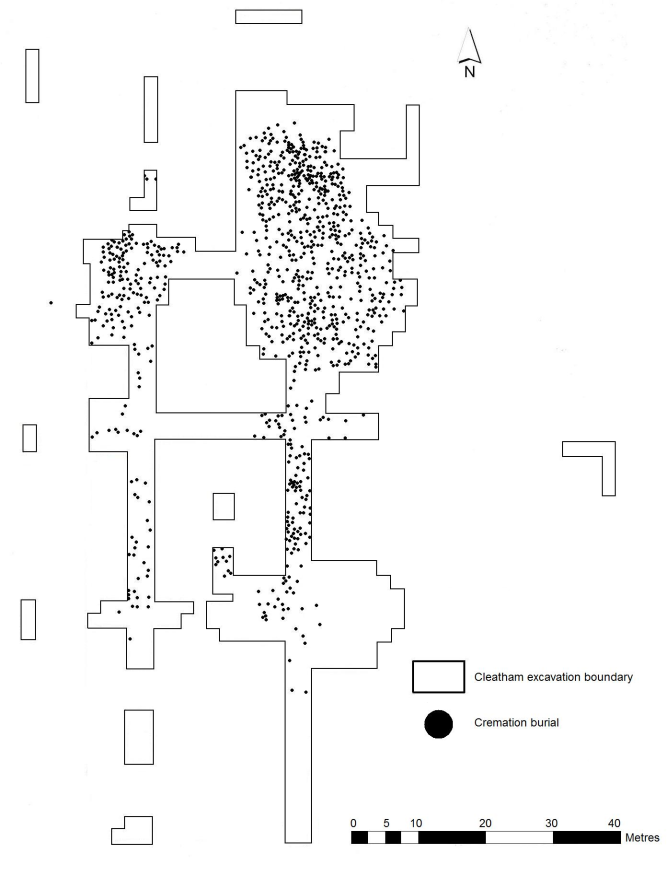 N
Cleatham excavation boundary
Cremation burial
0 5 10 20 30 40
Metres